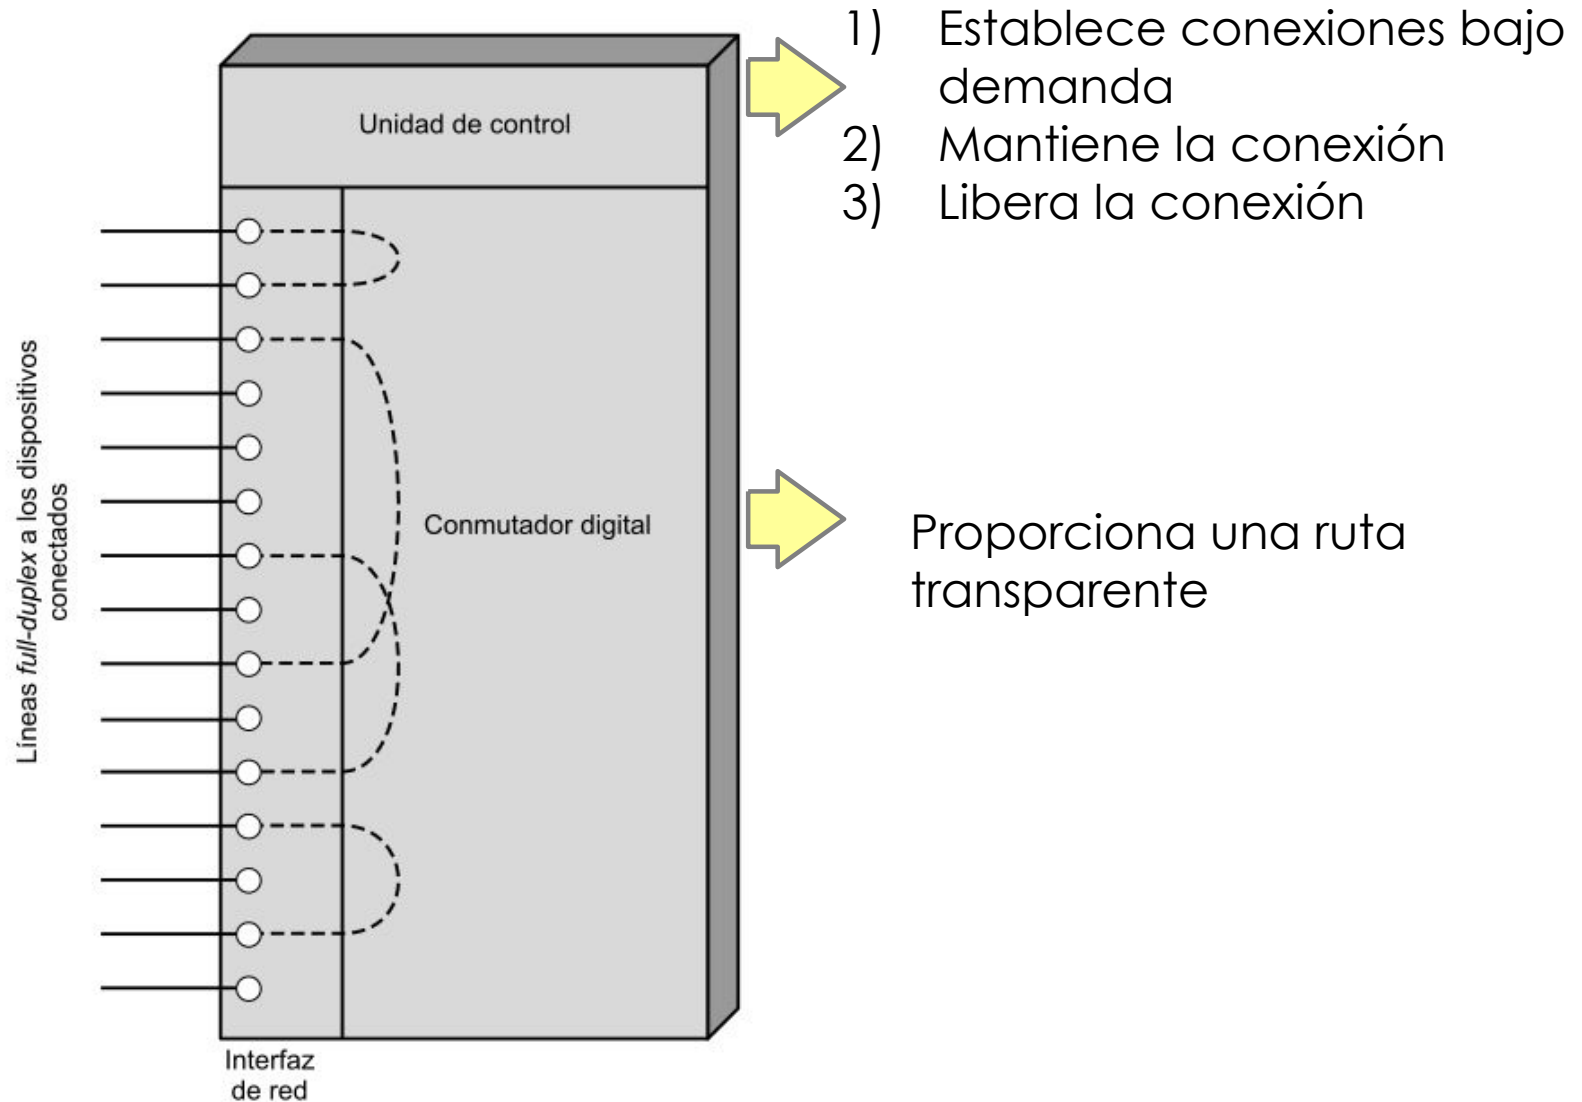 1) Establece conexiones bajo
demanda
2) Mantiene la conexión
3) Libera la conexión
Unidad de control
Líneas full-duplex a los dispositivos
conectados
Conmutador digital
Proporciona una ruta
transparente
Interfaz
de red